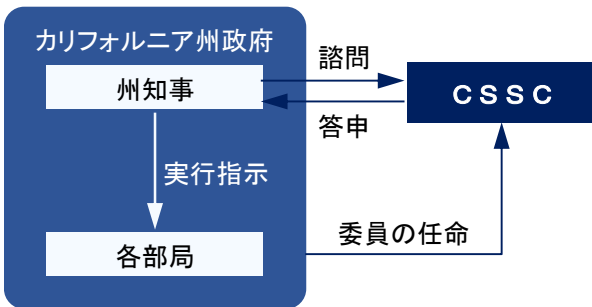 カリフォルニア州政府
州知事
諮問
CSSC
答申
実行指示
委員の任命
各部局